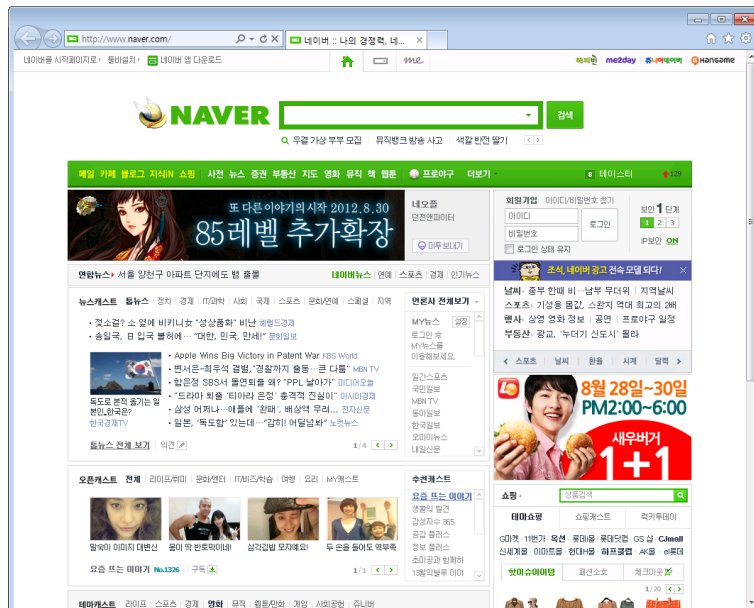 http://www.naver.com/
네이버 :: 나의 경쟁력, 네...
네이버를 시작페이지로› 툴바설치›
네이버 앱 다운로드
me
해피빈 me2day 쥬니어네이버 HANGAME
NAVER
검색
우결 가상 부부 모집 뮤직뱅크 방송 사고 색깔 반전 딸기
메일 카페 블로그 지식iN 쇼핑 사전 뉴스 증권 부동산 지도 영화 뮤직 책 웹툰 프로야구 더보기
8 테이스티 129
또 다른 이야기의 시작 2012.8.30
85레벨 추가확장
네오플
던전앤파이터
미투보내기
회원가입 아이디/비밀번호 찾기
아이디
비밀번호
로그인
로그인 상태 유지
보안 1 단계
1 2 3
IP보안 ON
연합뉴스› 서울 양천구 아파트 단지에도 뱀 출몰
네이버뉴스 연예 스포츠 경제 인기뉴스
조석, 네이버 광고 전속 모델 되다!
뉴스캐스트 톱뉴스 정치 경제 IT/과학 사회 국제 스포츠 문화/연예 스페셜 지역
젖소걸? 소 옆에 비키니女 "성상품화" 비난 헤럴드경제
송일국, 日 입국 불허에… "대한, 민국, 만세!" 문화일보
독도로 본적 옮기는 일본인..한국은?
한국경제TV
Apple Wins Big Victory in Patent War KBS World
변서은-최우석 결별,"경찰까지 출동…큰 다툼" MBN TV
함은정 SBS서 돌연퇴출 왜? "PPL 날아가" 미디어오늘
"드라마 퇴출 '티아라 은정' 충격적 진실이" 아시아경제
삼성 어쩌나…애플에 '완패', 배상액 무려... 전자신문
일본, '독도함' 있는데…"감히! 어딜넘봐" 노컷뉴스
톱뉴스 전체 보기 의견
1/4
언론사 전체보기
MY뉴스 설정
로그인 후
MY뉴스를
이용해보세요.
일간스포츠
국민일보
MBN TV
동아일보
한국일보
오마이뉴스
내일신문
날씨› 중부 한때 비…남부 무더위 지역날씨
스포츠› 기성용 몸값, 스완지 역대 최고의 2배
행사› 상영 영화 정보 공연 프로야구 일정
부동산› 광교, '누더기 신도시' 될라
스포츠 날씨 환율 시계 달력
8월 28일~30일
PM2:00~6:00
새우버거
1+1
오픈캐스트 전체 라이프/취미 문화/엔터 IT/비즈/학습 여행 요리 MY캐스트
말숙이 이미지 대변신
몸이 딱 반토막이네!
삼각김밥 모자예요!
두 손을 들어도 역부족
요즘 뜨는 이야기 No.1326 구독
1/1
추천캐스트
요즘 뜨는 이야기
생활의 발견
감성지수 365
공감 플러스
정보 플러스
초미공과 함께하
13월의블루 이야
쇼핑›
상품검색
테마쇼핑 쇼핑캐스트 럭키투데이
G마켓 11번가 옥션 롯데i몰 롯데닷컴 GS 샵 CJmall
신세계몰 이마트몰 현대H몰 하프클럽 AK몰 e롯데
핫이슈아이템 패션소호 체크아웃
1/20
테마캐스트 라이프 스포츠 경제 영화 뮤직 웹툰/만화 게임 사회공헌 쥬니버